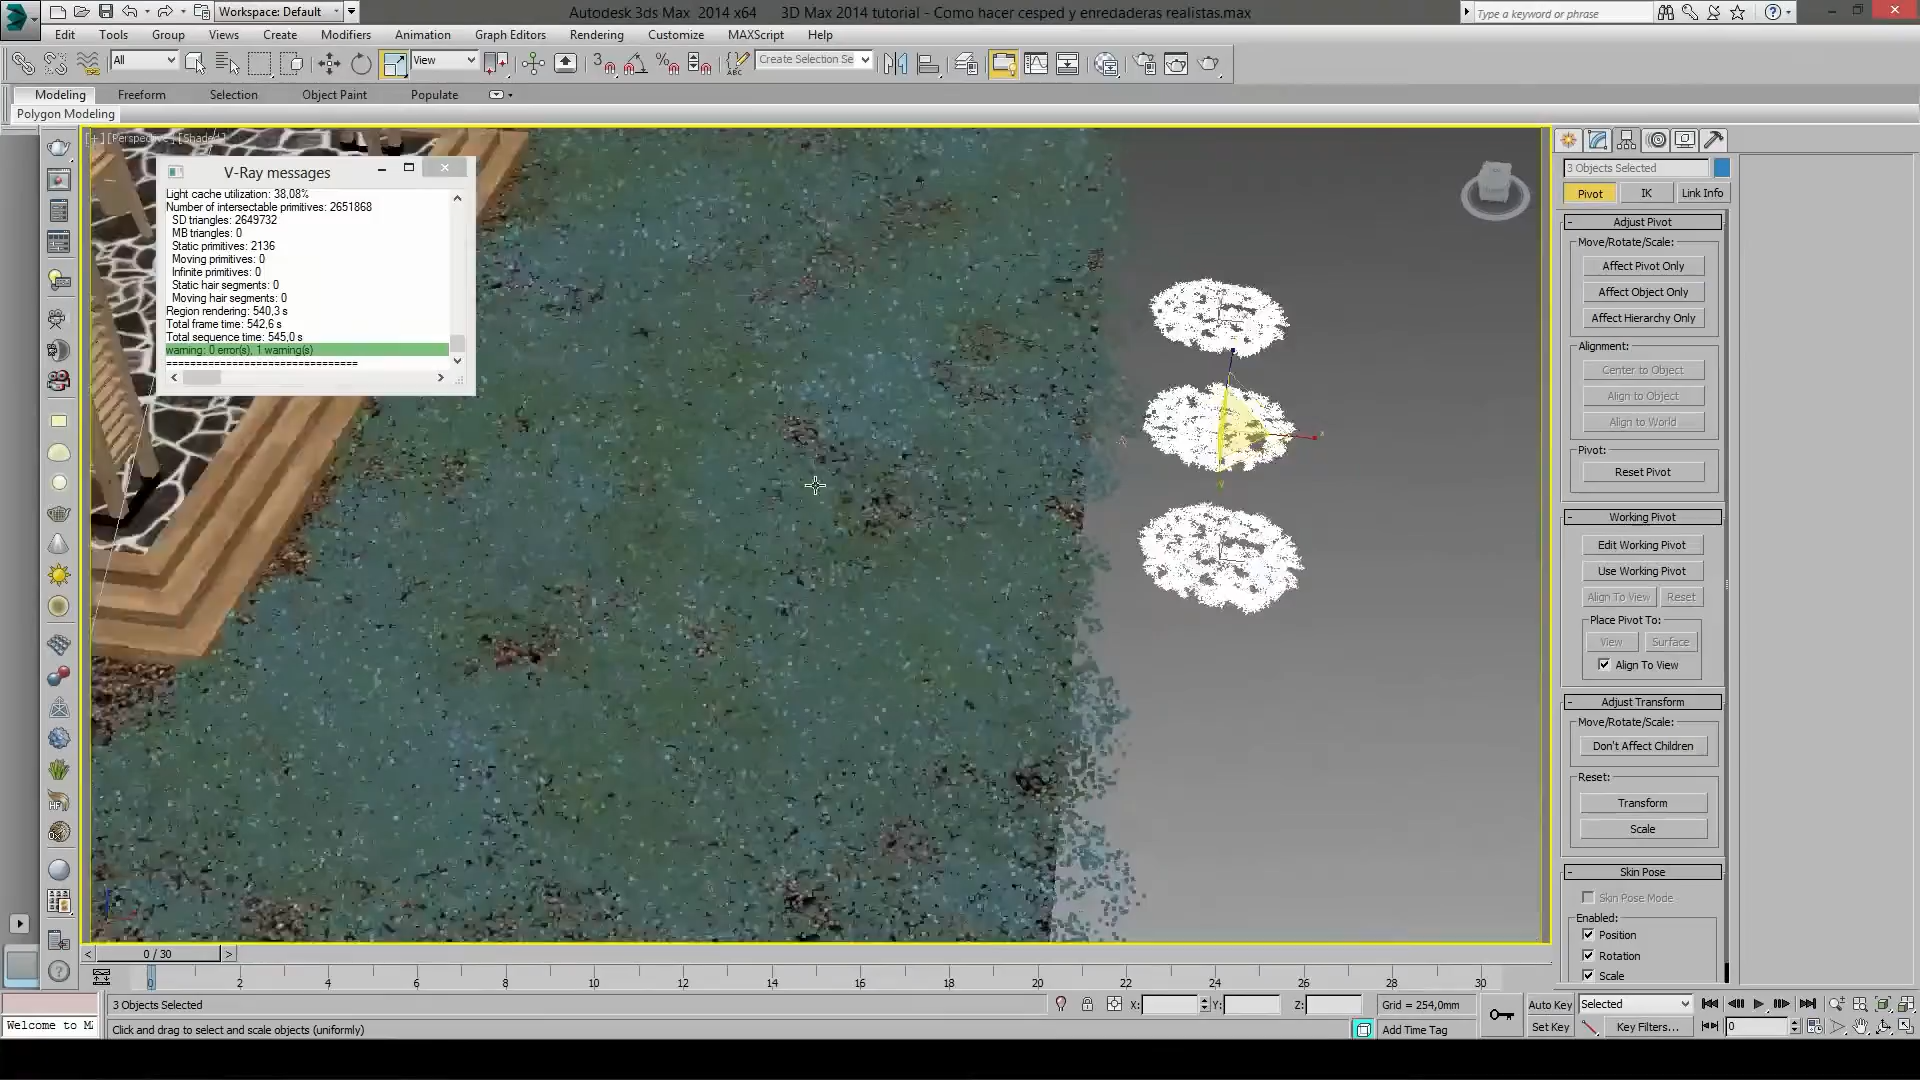 Workspace: Default
Autodesk 3ds Max 2014 x64 3D Max 2014 tutorial - Como hacer cesped y enredaderas realistas.max
Type a keyword or phrase
Edit Tools Group Views Create Modifiers Animation Graph Editors Rendering Customize MAXScript Help
All
View
3
Create Selection Se
Modeling Freeform Selection Object Paint Populate
Polygon Modeling
[+] [Perspective] [Shaded]
V-Ray messages
Light cache utilization: 38,08%
Number of intersectable primitives: 2651868
SD triangles: 2649732
MB triangles: 0
Static primitives: 2136
Moving primitives: 0
Infinite primitives: 0
Static hair segments: 0
Moving hair segments: 0
Region rendering: 540,3 s
Total frame time: 542,6 s
Total sequence time: 545,0 s
warning: 0 error(s), 1 warning(s)
==============================
3 Objects Selected
Pivot IK Link Info
Adjust Pivot
Move/Rotate/Scale:
Affect Pivot Only
Affect Object Only
Affect Hierarchy Only
Alignment:
Center to Object
Align to Object
Align to World
Pivot:
Reset Pivot
Working Pivot
Edit Working Pivot
Use Working Pivot
Align To View Reset
Place Pivot To:
View Surface
Align To View
Adjust Transform
Move/Rotate/Scale:
Don't Affect Children
Reset:
Transform
Scale
Skin Pose
Skin Pose Mode
Enabled:
Position
Rotation
Scale
0 / 30
0 2 4 6 8 10 12 14 16 18 20 22 24 26 28 30
3 Objects Selected
X: Y: Z: Grid = 254,0mm
Auto Key Selected
Welcome to M
Click and drag to select and scale objects (uniformly)
Add Time Tag
Set Key Key Filters... 0